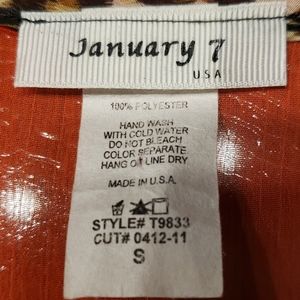 January 7
USA
100% POLYESTER
HAND WASH
WITH COLD WATER
DO NOT BLEACH
COLOR SEPARATE
HANG OR LINE DRY
MADE IN U.S.A.
STYLE# T9833
CUT# 0412-11
S